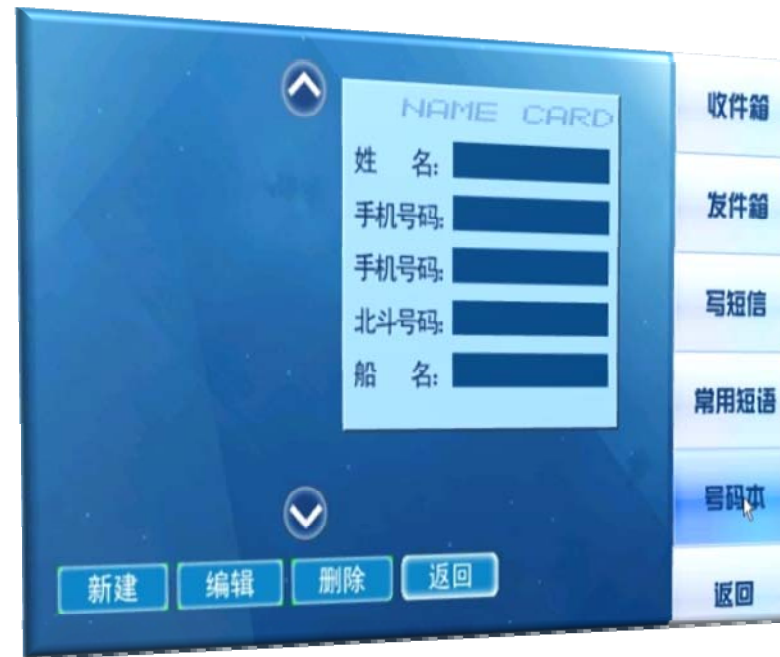 NAME CARD
姓 名:
手机号码:
手机号码:
北斗号码:
船 名:
新建 编辑 删除 返回
收件箱
发件箱
写短信
常用短语
号码本
返回